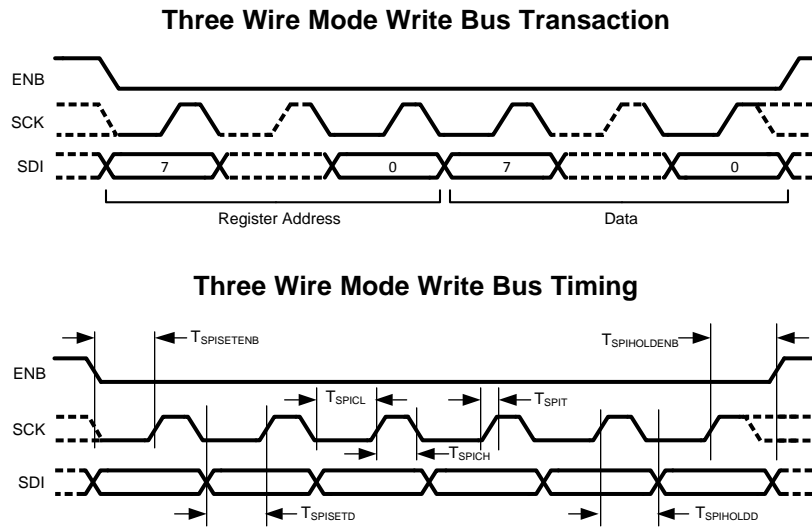 Three Wire Mode Write Bus Transaction
ENB
SCK
SDI 7 0 7 0
Register Address Data
Three Wire Mode Write Bus Timing
TSPISETENB TSPIHOLDENB
ENB
TSPICL TSPIT
SCK
TSPICH
SDI
TSPISETD TSPIHOLDD